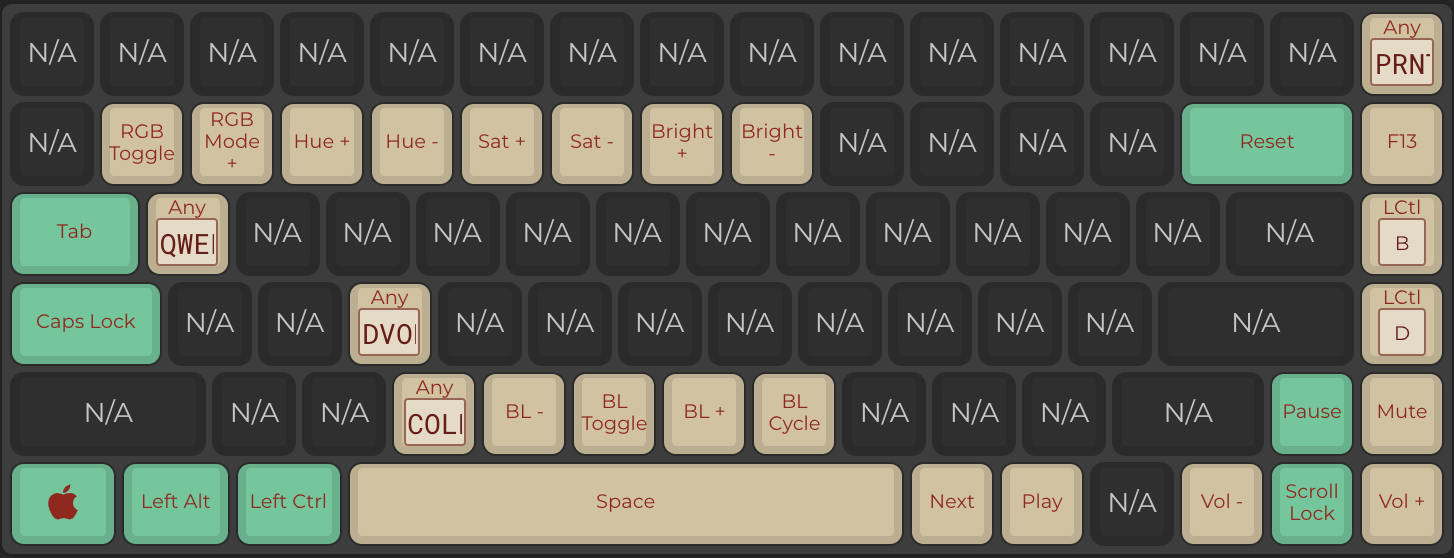 N/A N/A N/A N/A N/A N/A N/A N/A N/A N/A N/A N/A N/A N/A N/A Any PRN
N/A RGB Toggle RGB Mode + Hue + Hue - Sat + Sat - Bright + Bright - N/A N/A N/A N/A Reset F13
Tab Any QWE N/A N/A N/A N/A N/A N/A N/A N/A N/A N/A N/A N/A LCtl B
Caps Lock N/A N/A Any DVO N/A N/A N/A N/A N/A N/A N/A N/A N/A LCtl D
N/A N/A N/A Any COL BL - BL Toggle BL + BL Cycle N/A N/A N/A N/A Pause Mute
Left Alt Left Ctrl Space Next Play N/A Vol - Scroll Lock Vol +